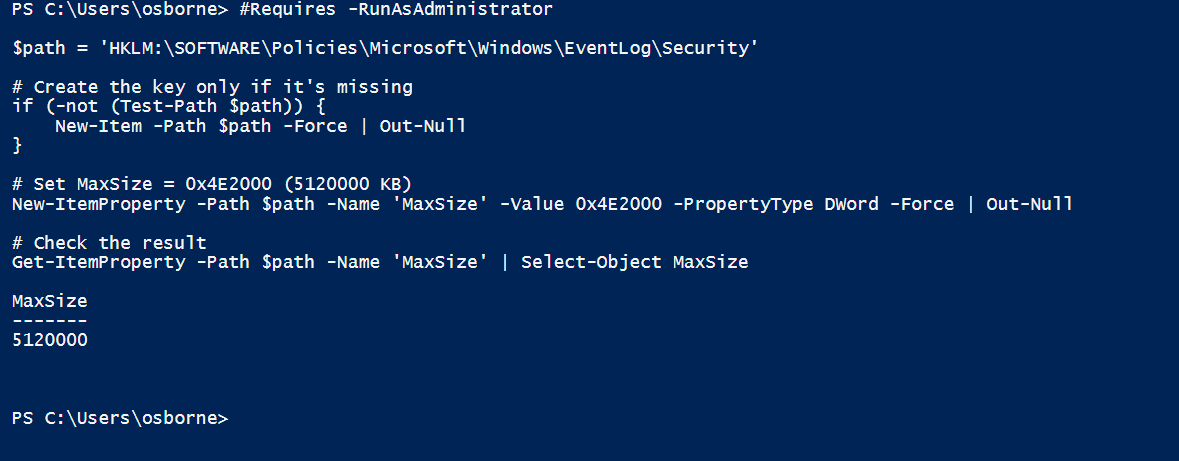 PS C:\Users\osborne> #Requires -RunAsAdministrator
$path = 'HKLM:\SOFTWARE\Policies\Microsoft\Windows\EventLog\Security'
# Create the key only if it's missing
if (-not (Test-Path $path)) {
    New-Item -Path $path -Force | Out-Null
}
# Set MaxSize = 0x4E2000 (5120000 KB)
New-ItemProperty -Path $path -Name 'MaxSize' -Value 0x4E2000 -PropertyType DWord -Force | Out-Null
# Check the result
Get-ItemProperty -Path $path -Name 'MaxSize' | Select-Object MaxSize
MaxSize
-------
5120000
PS C:\Users\osborne>